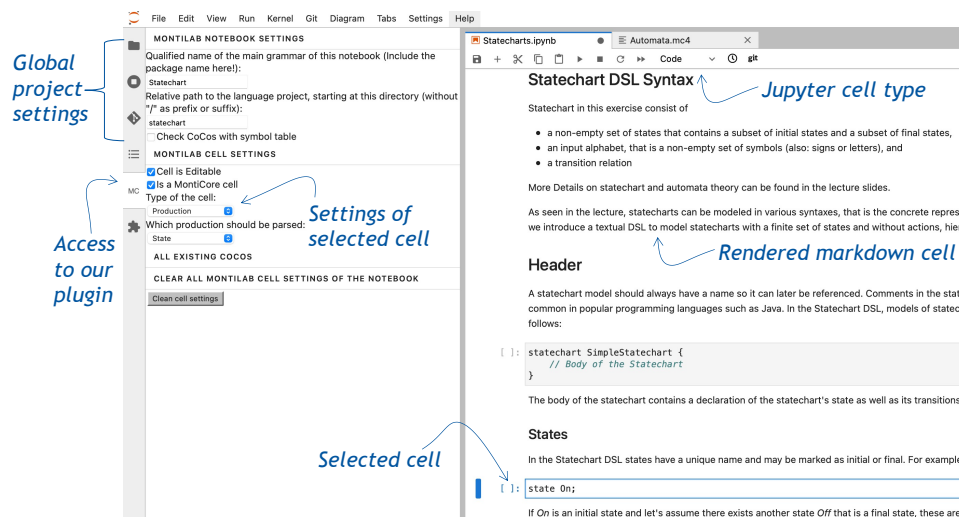 File Edit View Run Kernel Git Diagram Tabs Settings Help
MONTILAB NOTEBOOK SETTINGS
Qualified name of the main grammar of this notebook (Include the
package name here!):
Statechart
Relative path to the language project, starting at this directory (without
"/" as prefix or suffix):
statechart
Check CoCos with symbol table
MONTILAB CELL SETTINGS
Cell is Editable
Is a MontiCore cell
Type of the cell:
Production
Which production should be parsed:
State
ALL EXISTING COCOS
CLEAR ALL MONTILAB CELL SETTINGS OF THE NOTEBOOK
Clean cell settings
MC
Global
project
settings
Access
to our
plugin
Settings of
selected cell
Selected cell
Statecharts.ipynb
Automata.mc4
Code
git
Jupyter cell type
Statechart DSL Syntax
Statechart in this exercise consist of
• a non-empty set of states that contains a subset of initial states and a subset of final states,
• an input alphabet, that is a non-empty set of symbols (also: signs or letters), and
• a transition relation
More Details on statechart and automata theory can be found in the lecture slides.
As seen in the lecture, statecharts can be modeled in various syntaxes, that is the concrete repres
we introduce a textual DSL to model statecharts with a finite set of states and without actions, hier
Rendered markdown cell
Header
A statechart model should always have a name so it can later be referenced. Comments in the stat
common in popular programming languages such as Java. In the Statechart DSL, models of statec
follows:
[ ]: statechart SimpleStatechart {
// Body of the Statechart
}
The body of the statechart contains a declaration of the statechart's state as well as its transitions
States
In the Statechart DSL states have a unique name and may be marked as initial or final. For example
[ ]: state On;
If On is an initial state and let's assume there exists another state Off that is a final state, these are